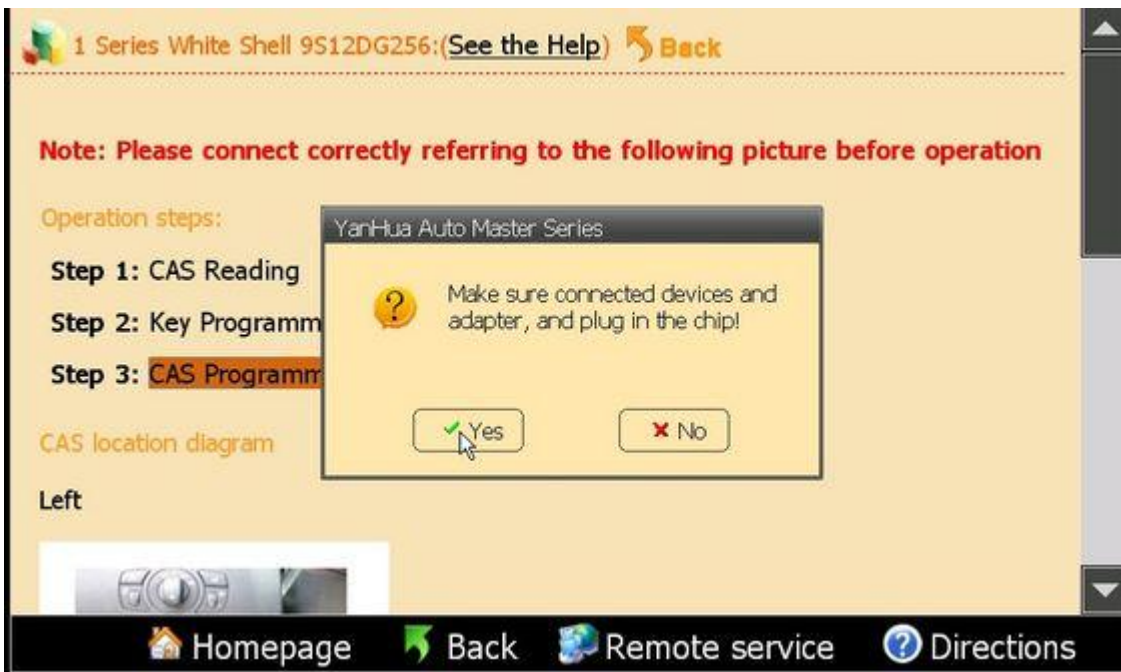 1 Series White Shell 9S12DG256:(See the Help) Back
Note: Please connect correctly referring to the following picture before operation
Operation steps:
Step 1: CAS Reading
Step 2: Key Programm
Step 3: CAS Programm
YanHua Auto Master Series
Make sure connected devices and
adapter, and plug in the chip!
Yes No
CAS location diagram
Left
Homepage Back Remote service Directions